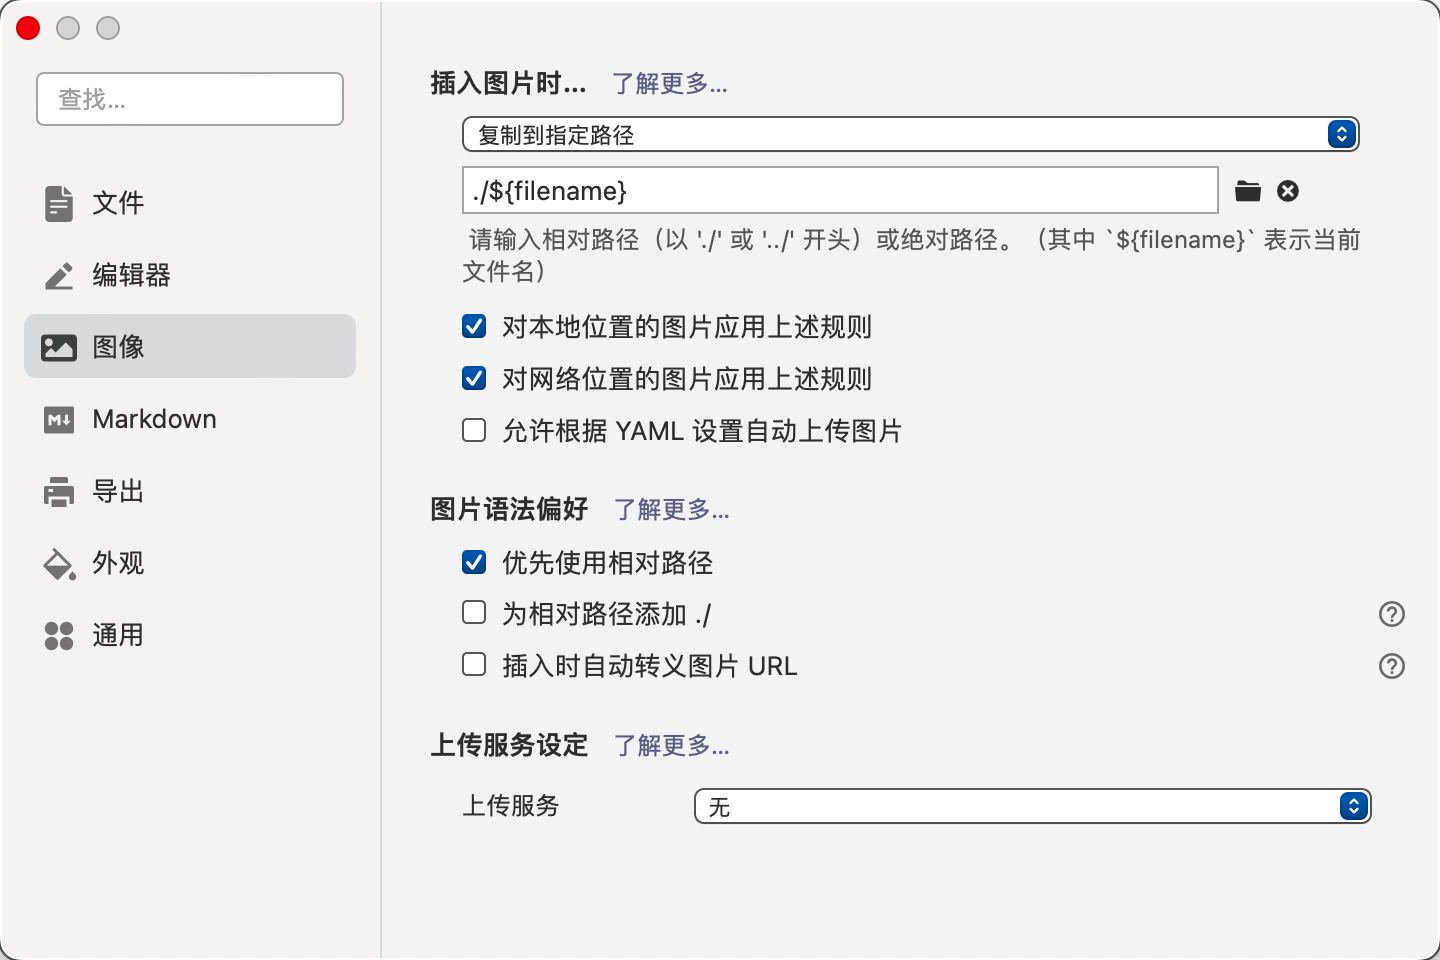 查找...
文件
编辑器
图像
Markdown
导出
外观
通用
插入图片时... 了解更多...
复制到指定路径
./${filename}
请输入相对路径（以 './' 或 '../' 开头）或绝对路径。（其中 `${filename}` 表示当前
文件名）
对本地位置的图片应用上述规则
对网络位置的图片应用上述规则
允许根据 YAML 设置自动上传图片
图片语法偏好 了解更多...
优先使用相对路径
为相对路径添加 ./
插入时自动转义图片 URL
上传服务设定 了解更多...
上传服务 无